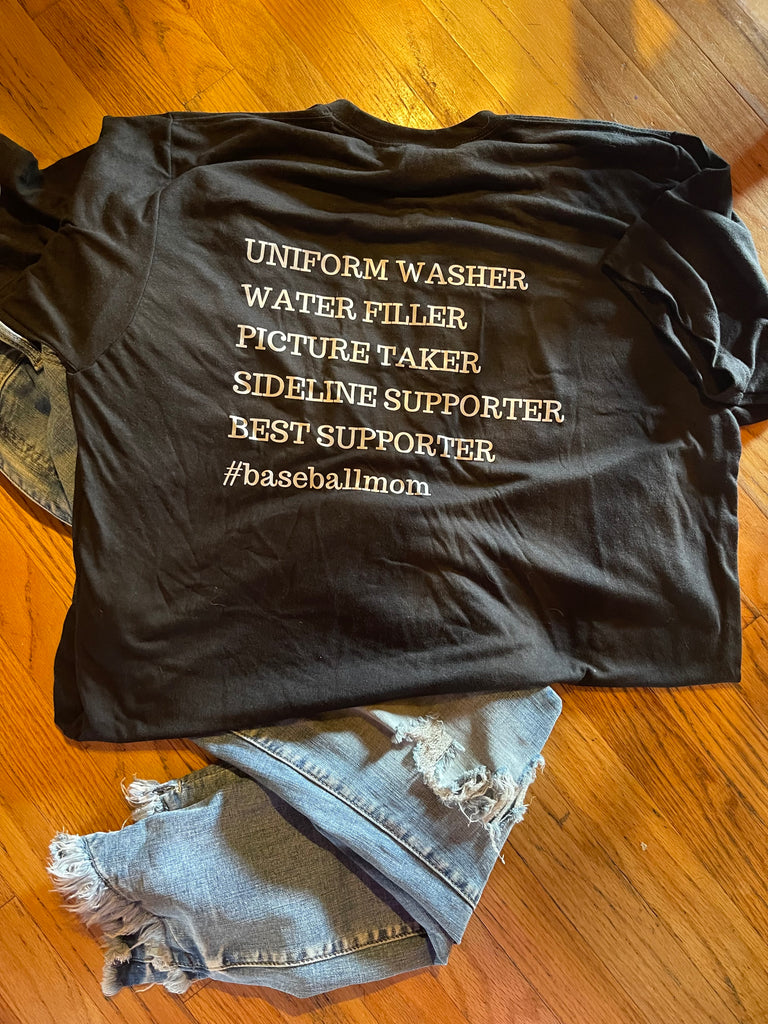 UNIFORM WASHER
WATER FILLER
PICTURE TAKER
SIDELINE SUPPORTER
BEST SUPPORTER
#baseballmom